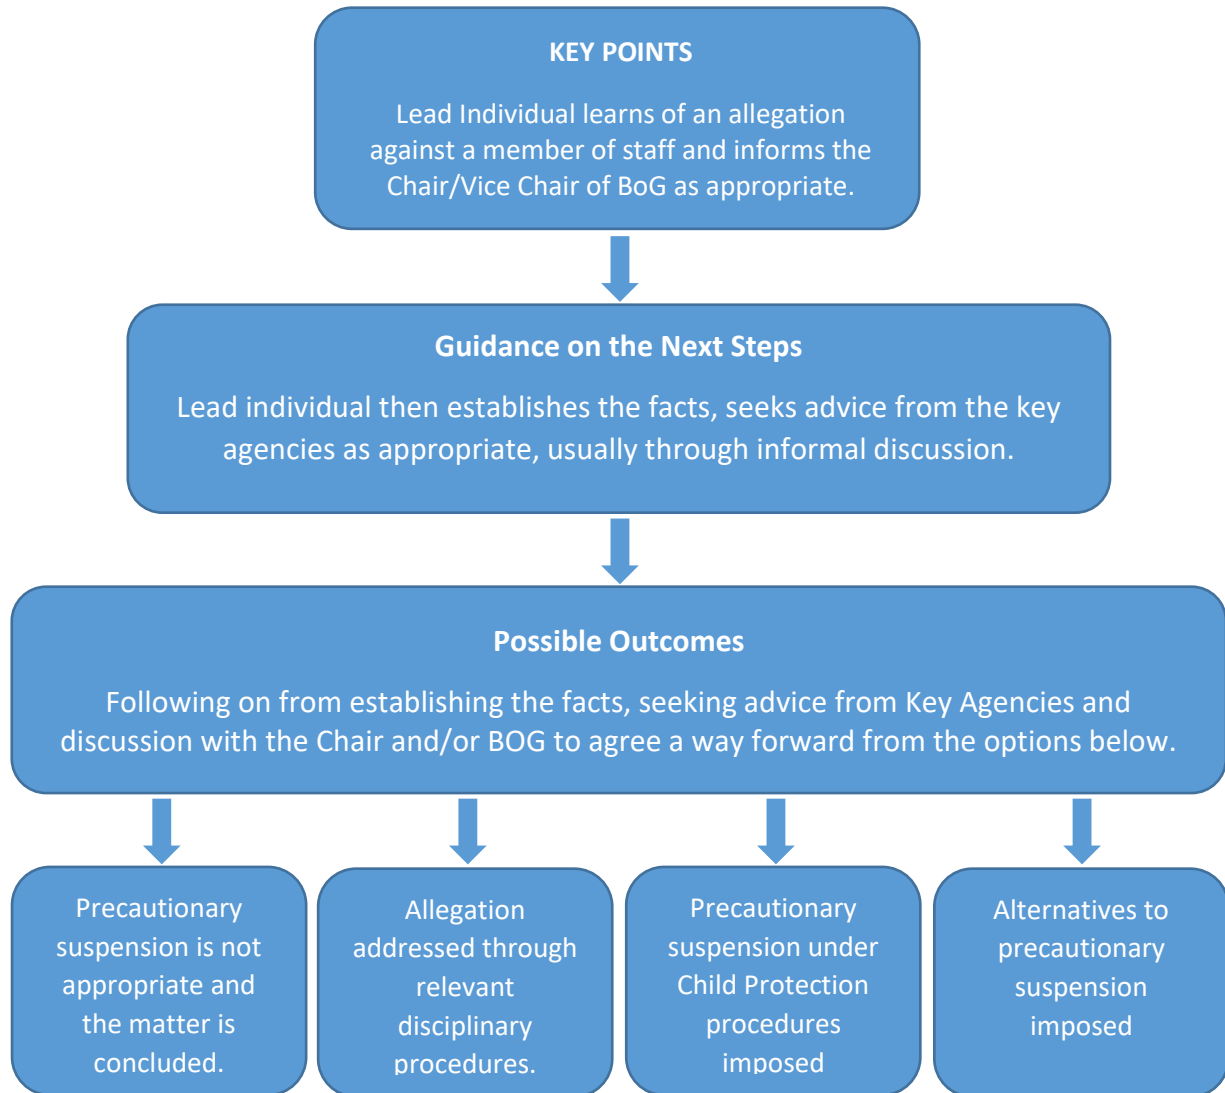 KEY POINTS
Lead Individual learns of an allegation
against a member of staff and informs the
Chair/Vice Chair of BoG as appropriate.
Guidance on the Next Steps
Lead individual then establishes the facts, seeks advice from the key
agencies as appropriate, usually through informal discussion.
Possible Outcomes
Following on from establishing the facts, seeking advice from Key Agencies and
discussion with the Chair and/or BOG to agree a way forward from the options below.
Precautionary
suspension is not
appropriate and
the matter is
concluded.
Allegation
addressed through
relevant
disciplinary
procedures.
Precautionary
suspension under
Child Protection
procedures
imposed
Alternatives to
precautionary
suspension
imposed